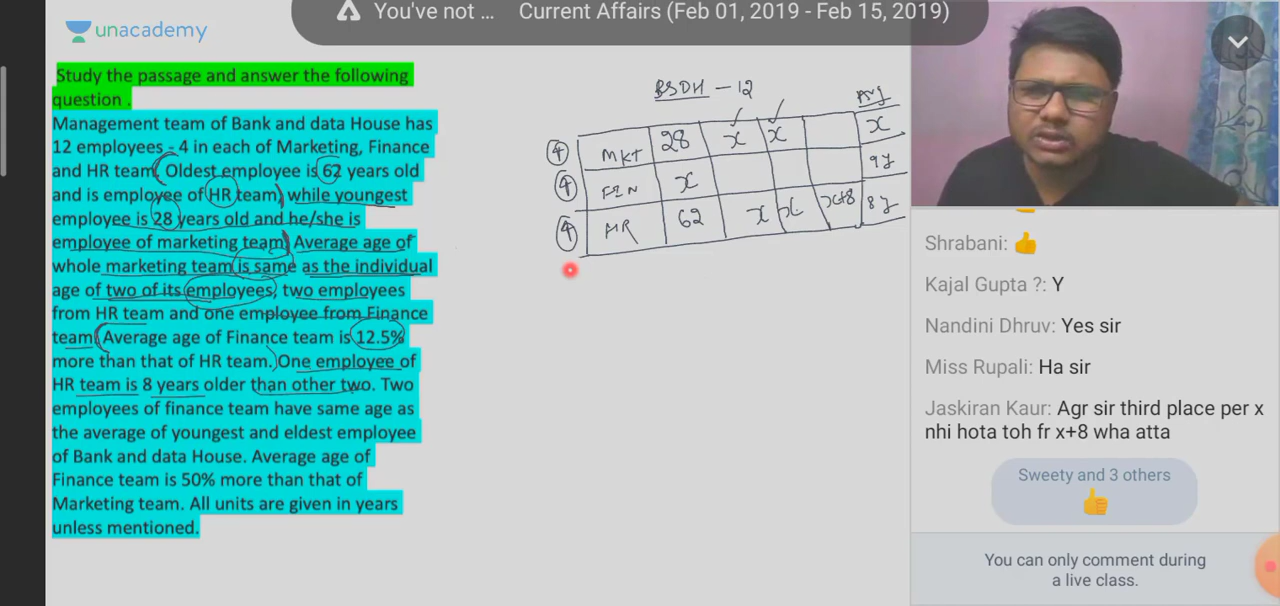 You've not ... Current Affairs (Feb 01, 2019 - Feb 15, 2019)
unacademy
Study the passage and answer the following
question .
Management team of Bank and data House has
12 employees - 4 in each of Marketing, Finance
and HR team. Oldest employee is 62 years old
and is employee of HR team, while youngest
employee is 28 years old and he/she is
employee of marketing team. Average age of
whole marketing team is same as the individual
age of two of its employees, two employees
from HR team and one employee from Finance
team. Average age of Finance team is 12.5%
more than that of HR team. One employee of
HR team is 8 years older than other two. Two
employees of finance team have same age as
the average of youngest and eldest employee
of Bank and data House. Average age of
Finance team is 50% more than that of
Marketing team. All units are given in years
unless mentioned.
BSDH - 12
Avg
4 MKT 28 x x x
4 FIN x 9y
4 HR 62 x x x+8 8y
Shrabani: 👍
Kajal Gupta ?: Y
Nandini Dhruv: Yes sir
Miss Rupali: Ha sir
Jaskiran Kaur: Agr sir third place per x
nhi hota toh fr x+8 wha atta
Sweety and 3 others
👍
You can only comment during
a live class.